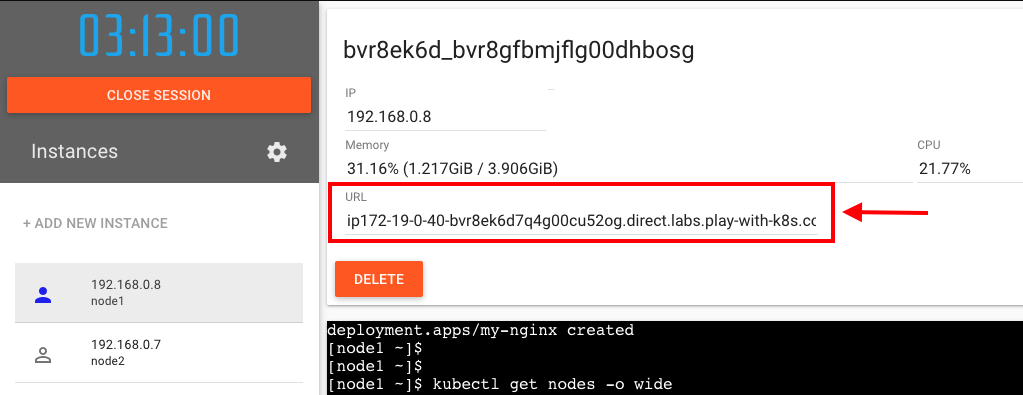 03:13:00
CLOSE SESSION
Instances
+ ADD NEW INSTANCE
192.168.0.8
node1
192.168.0.7
node2
bvr8ek6d_bvr8gfbmjflg00dhbosg
IP
192.168.0.8
Memory
31.16% (1.217GiB / 3.906GiB)
CPU
21.77%
URL
ip172-19-0-40-bvr8ek6d7q4g00cu52og.direct.labs.play-with-k8s.cc
DELETE
deployment.apps/my-nginx created
[node1 ~]$
[node1 ~]$
[node1 ~]$ kubectl get nodes -o wide